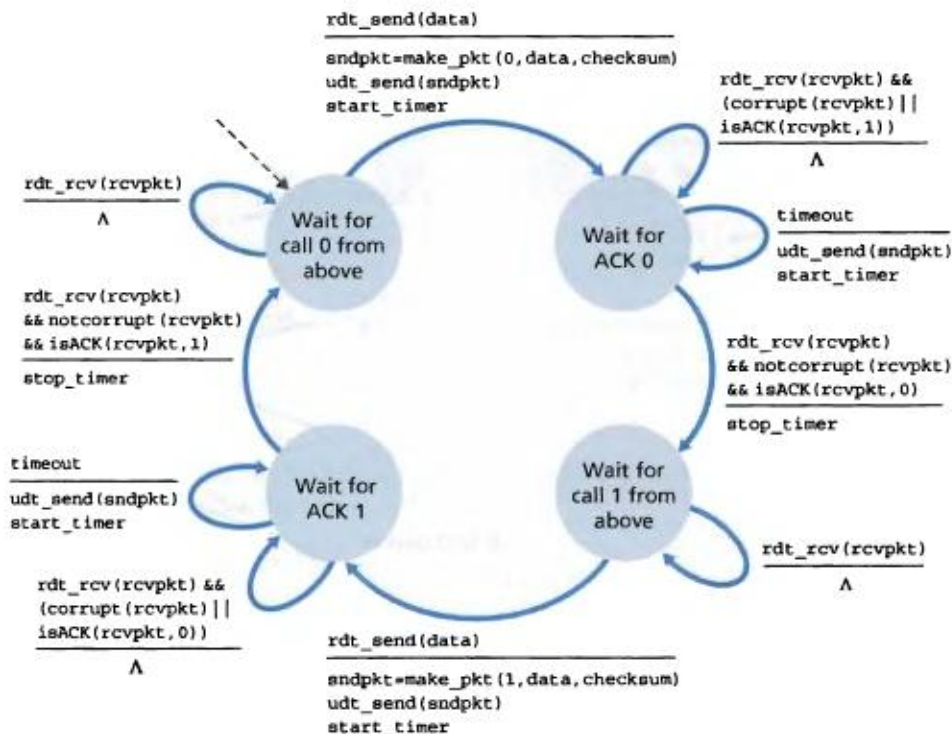 rdt_send(data)
sndpkt=make_pkt(0,data,checksum)
udt_send(sndpkt)
start_timer
rdt_rcv(rcvpkt) &&
(corrupt(rcvpkt)||
isACK(rcvpkt,1))
Λ
rdt_rcv(rcvpkt)
Λ
Wait for
call 0 from
above
Wait for
ACK 0
timeout
udt_send(sndpkt)
start_timer
rdt_rcv(rcvpkt)
&& notcorrupt(rcvpkt)
&& isACK(rcvpkt,1)
stop_timer
rdt_rcv(rcvpkt)
&& notcorrupt(rcvpkt)
&& isACK(rcvpkt,0)
stop_timer
timeout
udt_send(sndpkt)
start_timer
Wait for
ACK 1
Wait for
call 1 from
above
rdt_rcv(rcvpkt)
Λ
rdt_rcv(rcvpkt) &&
(corrupt(rcvpkt)||
isACK(rcvpkt,0))
Λ
rdt_send(data)
sndpkt=make_pkt(1,data,checksum)
udt_send(sndpkt)
start_timer